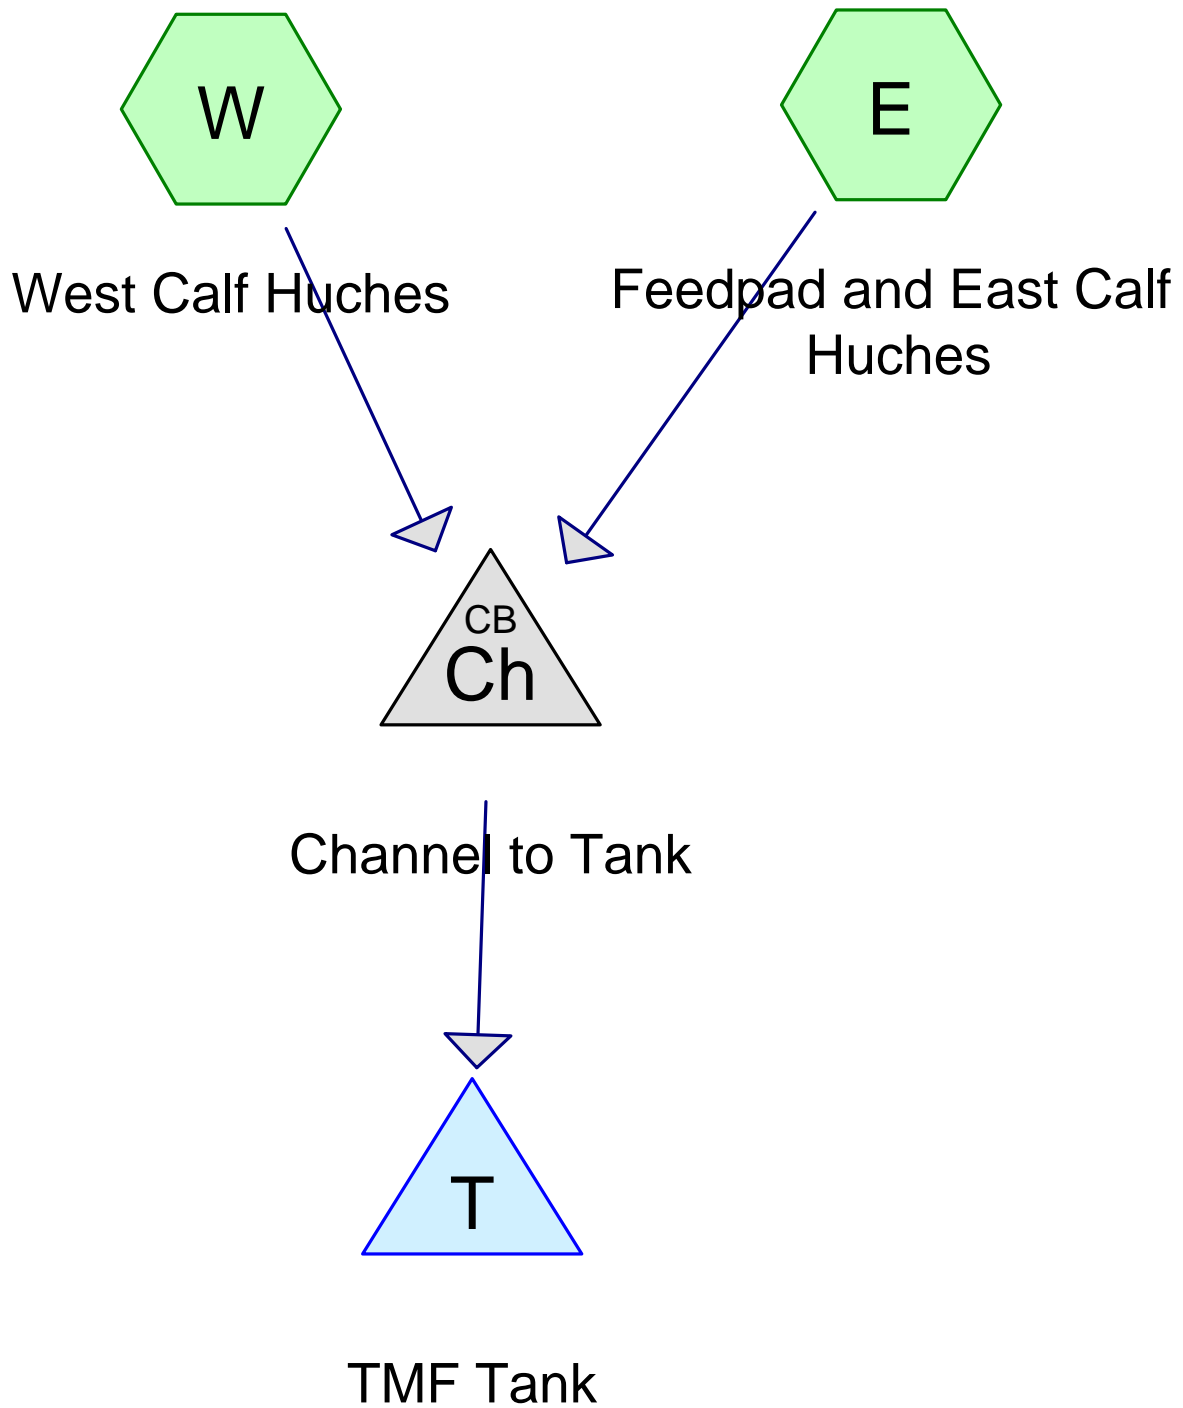 W
E
West Calf Huches
Feedpad and East Calf
Huches
CB
Ch
Channel to Tank
T
TMF Tank